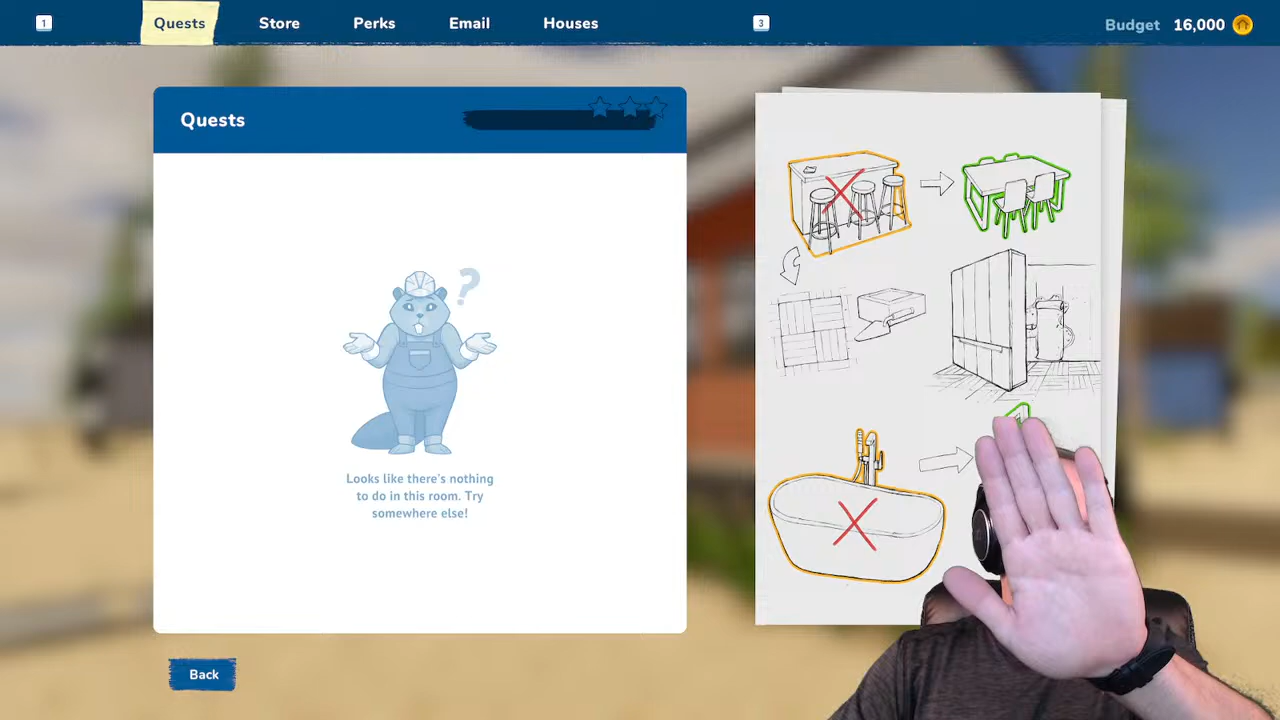 1
Quests
Store
Perks
Email
Houses
3
Budget 16,000
Quests
Looks like there's nothing
to do in this room. Try
somewhere else!
Back